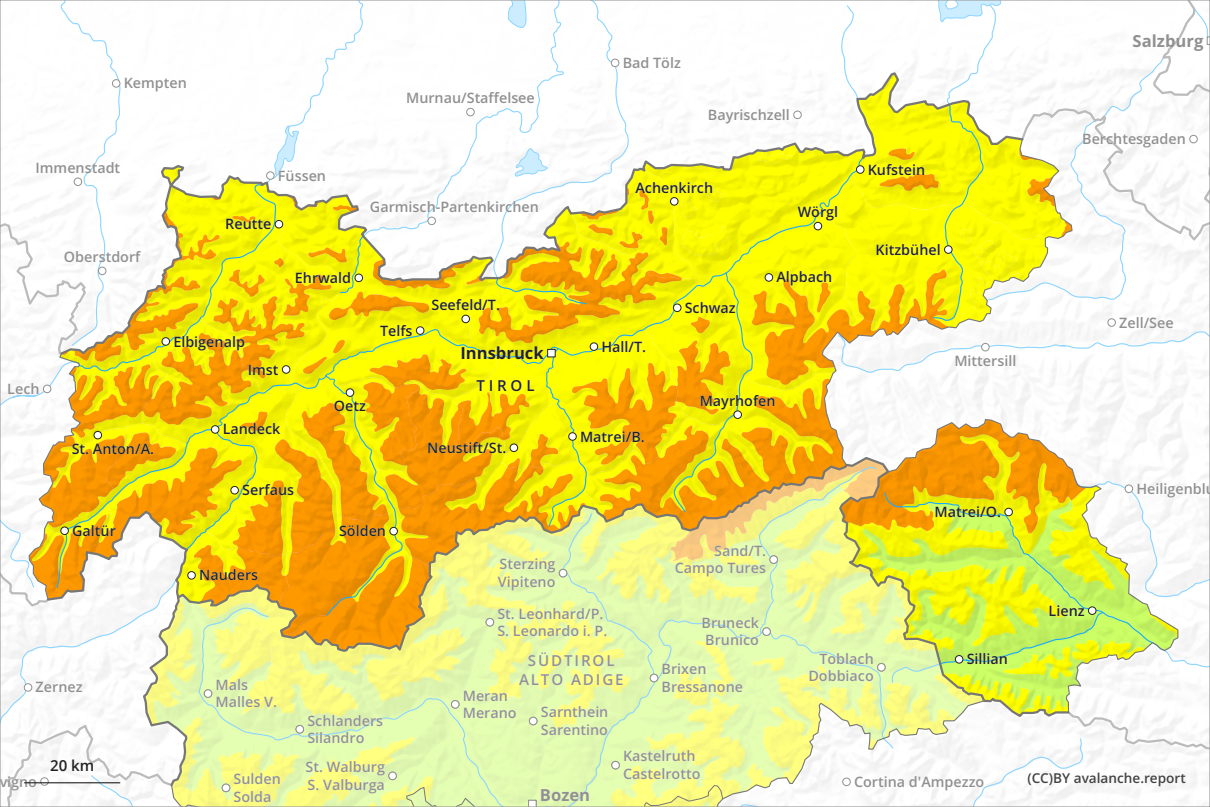 Salzburg
Bad Tölz
Kempten
Murnau/Staffelsee
Bayrischzell
Berchtesgaden
Immenstadt
Füssen
Kufstein
Achenkirch
Garmisch-Partenkirchen
Wörgl
Reutte
Kitzbühel
Oberstdorf
Ehrwald
Alpbach
Seefeld/T.
Schwaz
Telfs
Zell/See
Elbigenalp
Innsbruck
Hall/T.
Mittersill
Imst
TIROL
Lech
Oetz
Mayrhofen
Landeck
Matrei/B.
St. Anton/A.
Neustift/St.
Serfaus
Heiligenblu
Matrei/O.
Galtür
Sölden
Sand/T.
Campo Tures
Sterzing
Vipiteno
Nauders
St. Leonhard/P.
S. Leonardo i. P.
Lienz
Bruneck
Brunico
SÜDTIROL
ALTO ADIGE
Toblach
Dobbiaco
Sillian
Brixen
Bressanone
Zernez
Mals
Malles V.
Meran
Merano
Sarnthein
Sarentino
Schlanders
Silandro
Kastelruth
Castelrotto
St. Walburg
S. Valburga
20 km
vigno
Sulden
Solda
Cortina d'Ampezzo
(CC)BY avalanche.report
Bozen